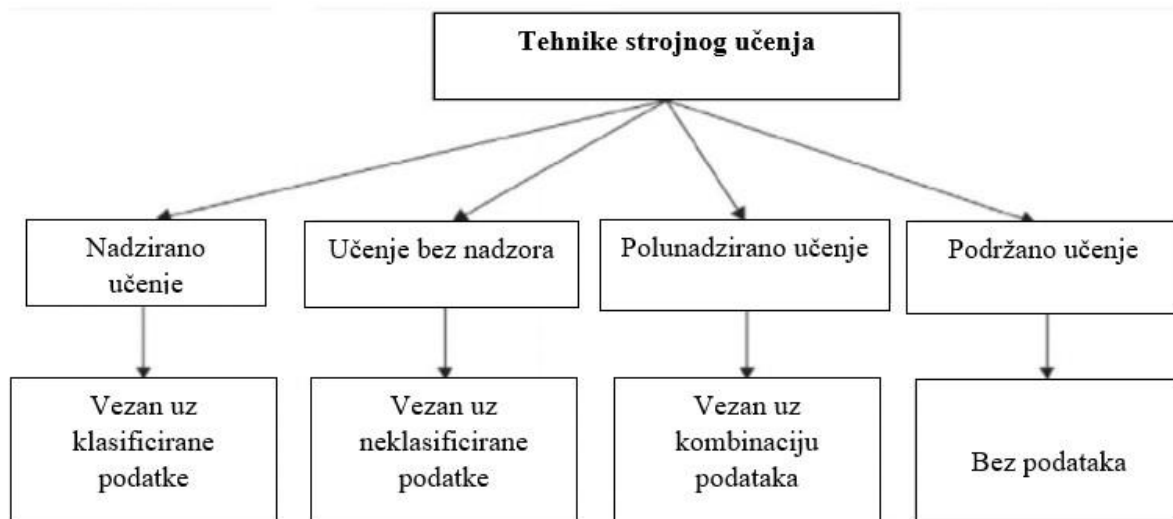 Tehnike strojnog učenja
Nadzirano
učenje
Učenje bez nadzora
Polunadzirano učenje
Podržano učenje
Vezan uz
klasificirane
podatke
Vezan uz
neklasificirane
podatke
Vezan uz
kombinaciju
podataka
Bez podataka